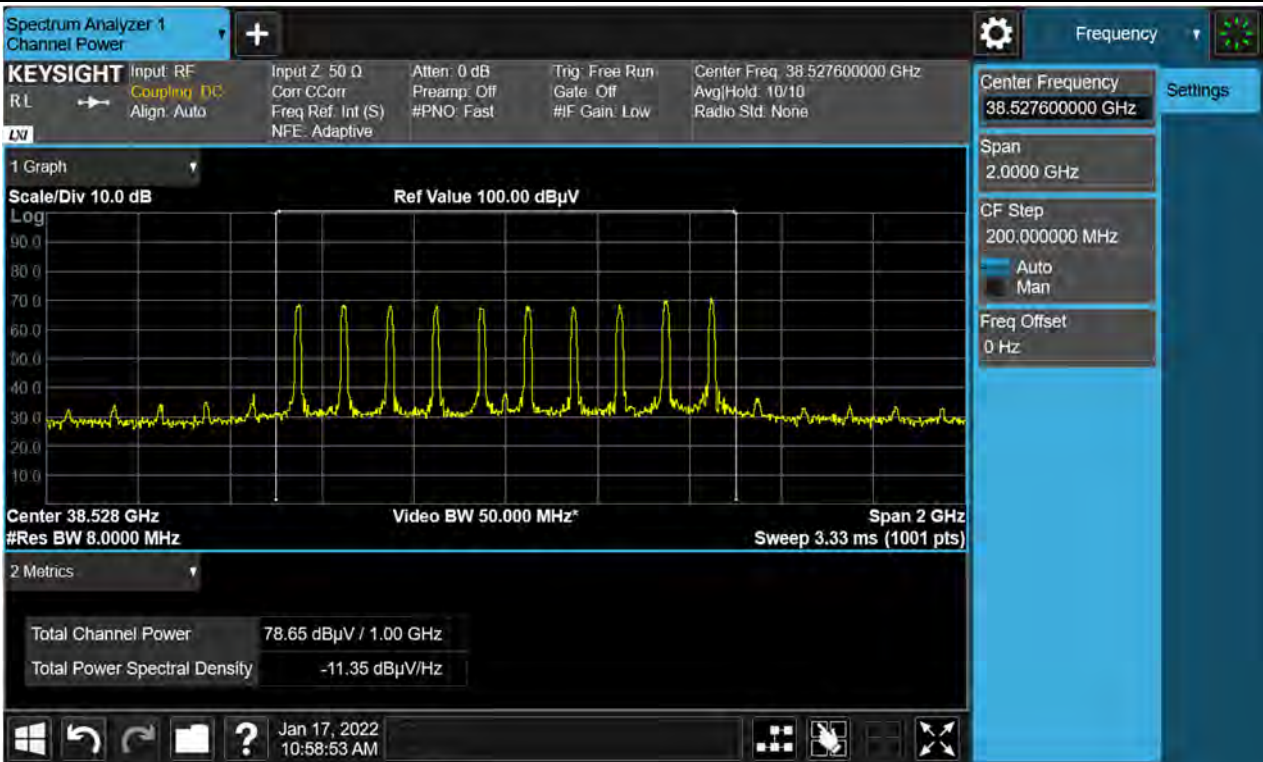 Spectrum Analyzer 1
Channel Power
+
Frequency
KEYSIGHT
R L
LXI
Input: RF
Coupling: DC
Align: Auto
Input Z: 50 Ω
Corr CCorr
Freq Ref: Int (S)
NFE: Adaptive
Atten: 0 dB
Preamp: Off
#PNO: Fast
Trig: Free Run
Gate: Off
#IF Gain: Low
Center Freq: 38.527600000 GHz
Avg|Hold: 10/10
Radio Std: None
Center Frequency
38.527600000 GHz
Settings
Span
2.0000 GHz
CF Step
200.000000 MHz
Auto
Man
Freq Offset
0 Hz
1 Graph
Scale/Div 10.0 dB
Ref Value 100.00 dBµV
Log
90.0
80.0
70.0
60.0
50.0
40.0
30.0
20.0
10.0
Center 38.528 GHz
Video BW 50.000 MHz*
Span 2 GHz
#Res BW 8.0000 MHz
Sweep 3.33 ms (1001 pts)
2 Metrics
Total Channel Power
78.65 dBµV / 1.00 GHz
Total Power Spectral Density
-11.35 dBµV/Hz
?
Jan 17, 2022
10:58:53 AM